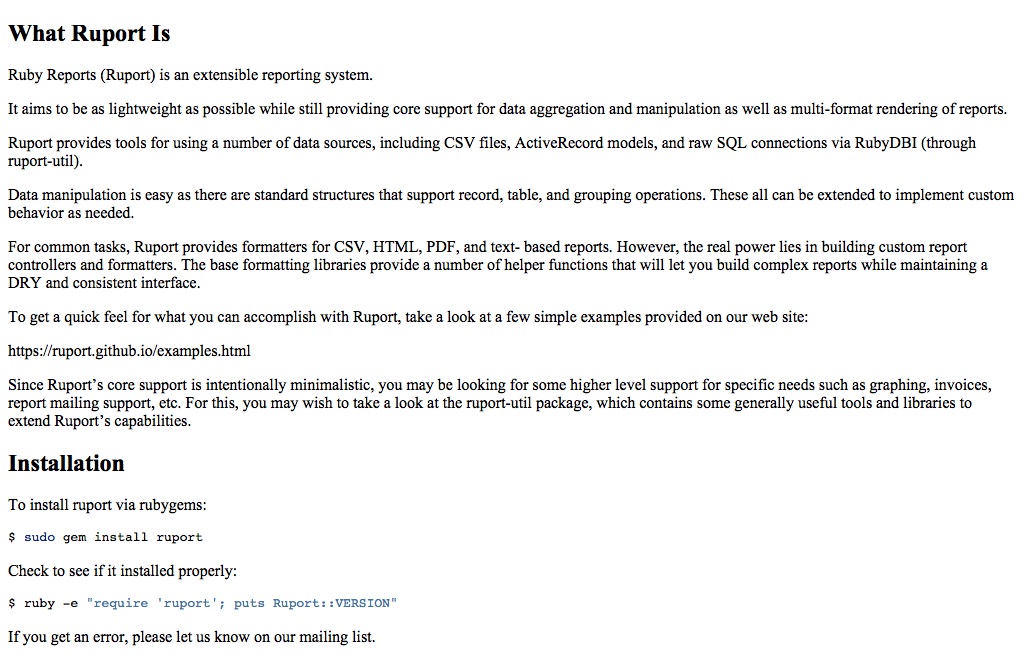 What Ruport Is
Ruby Reports (Ruport) is an extensible reporting system.
It aims to be as lightweight as possible while still providing core support for data aggregation and manipulation as well as multi-format rendering of reports.
Ruport provides tools for using a number of data sources, including CSV files, ActiveRecord models, and raw SQL connections via RubyDBI (through
ruport-util).
Data manipulation is easy as there are standard structures that support record, table, and grouping operations. These all can be extended to implement custom
behavior as needed.
For common tasks, Ruport provides formatters for CSV, HTML, PDF, and text- based reports. However, the real power lies in building custom report
controllers and formatters. The base formatting libraries provide a number of helper functions that will let you build complex reports while maintaining a
DRY and consistent interface.
To get a quick feel for what you can accomplish with Ruport, take a look at a few simple examples provided on our web site:
https://ruport.github.io/examples.html
Since Ruport’s core support is intentionally minimalistic, you may be looking for some higher level support for specific needs such as graphing, invoices,
report mailing support, etc. For this, you may wish to take a look at the ruport-util package, which contains some generally useful tools and libraries to
extend Ruport’s capabilities.
Installation
To install ruport via rubygems:
$ sudo gem install ruport
Check to see if it installed properly:
$ ruby -e "require 'ruport'; puts Ruport::VERSION"
If you get an error, please let us know on our mailing list.